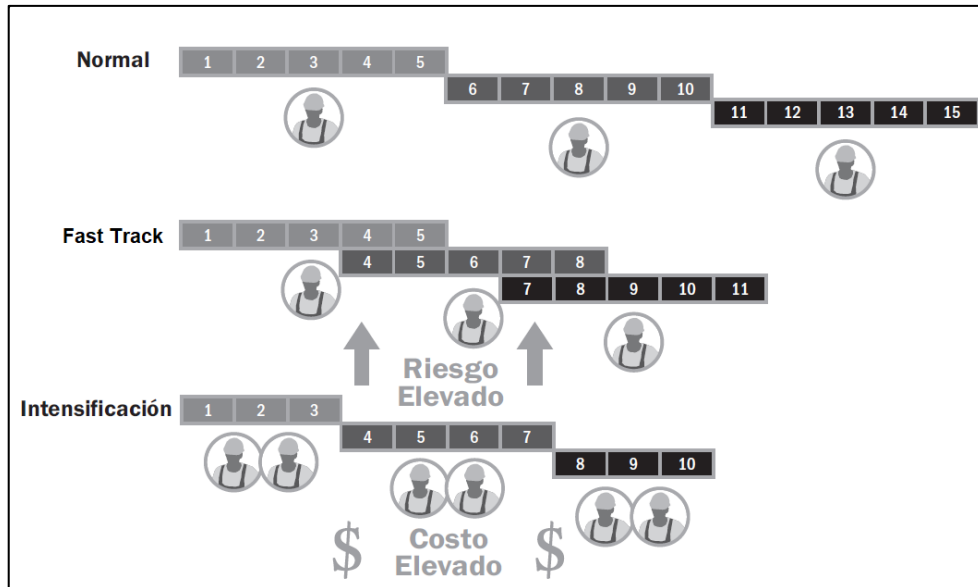 Normal
1 2 3 4 5
6 7 8 9 10
11 12 13 14 15
Fast Track
1 2 3 4 5
4 5 6 7 8
7 8 9 10 11
Riesgo
Elevado
Intensificación
1 2 3
4 5 6 7
8 9 10
$ Costo $
Elevado